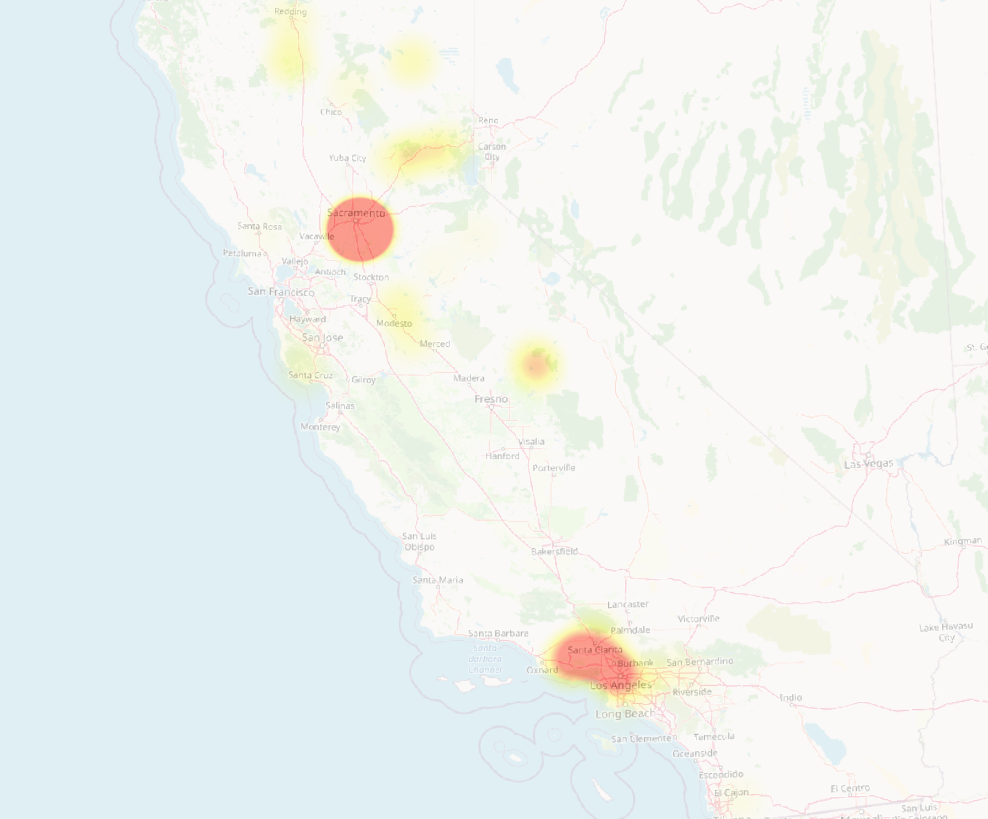 Redding
Chico
Reno
Carson
City
Yuba City
Sacramento
Santa Rosa
Vacaville
Petaluma
Vallejo
Antioch
Stockton
San Francisco
Tracy
Hayward
Modesto
San Jose
Merced
Santa Cruz
Gilroy
Madera
Fresno
Salinas
Monterey
Visalia
Hanford
Porterville
Las Vegas
San Luis
Obispo
Bakersfield
Kingman
Santa Maria
Lancaster
Victorville
Palmdale
Lake Havasu
City
Santa Barbara
Santa
Barbara
Channel
Santa Clarita
Burbank
San Bernardino
Oxnard
Los Angeles
Riverside
Indio
Long Beach
San Clemente
Temecula
Oceanside
Escondido
El Cajon
El Centro
San Luis